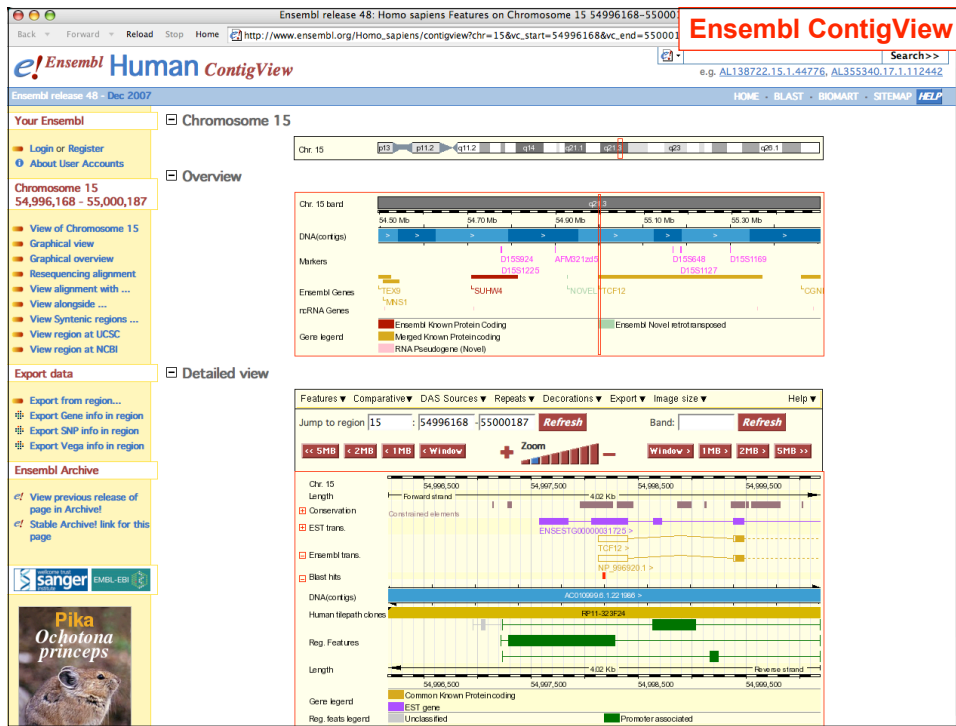 Ensembl release 48: Homo sapiens Features on Chromosome 15 54996168-55000
Ensembl ContigView
Back Forward Reload Stop Home http://www.ensembl.org/Homo_sapiens/contigview?chr=15&vc_start=54996168&vc_end=55000
e! Ensembl Human ContigView
Search>>
e.g. AL138722.15.1.44776, AL355340.17.1.112442
Ensembl release 48 - Dec 2007
HOME · BLAST · BIOMART · SITEMAP HELP
Your Ensembl
Login or Register
About User Accounts
Chromosome 15
54,996,168 - 55,000,187
View of Chromosome 15
Graphical view
Graphical overview
Resequencing alignment
View alignment with ...
View alongside ...
View Syntenic regions ...
View region at UCSC
View region at NCBI
Export data
Export from region...
Export Gene info in region
Export SNP info in region
Export Vega info in region
Ensembl Archive
e! View previous release of
page in Archive!
e! Stable Archive! link for this
page
wellcome trust
sanger EMBL-EBI
Pika
Ochotona
princeps
Chromosome 15
Chr. 15 p13 p11.2 q11.2 q14 q21.1 q21.3 q23 q26.1
Overview
Chr. 15 band q21.3
54.50 Mb 54.70 Mb 54.90 Mb 55.10 Mb 55.30 Mb
DNA(contigs) > > > > > > >
Markers
D15S924 AFM321zd5 D15S648 D15S1169
D15S1225 D15S1127
Ensembl Genes TEX9 SUHW4 NOVEL TCF12 CGN
MNS1
ncRNA Genes
Gene legend
Ensembl Known Protein Coding Ensembl Novel retrotransposed
Merged Known Proteincoding
RNA Pseudogene (Novel)
Detailed view
Features ▼ Comparative▼ DAS Sources ▼ Repeats ▼ Decorations ▼ Export ▼ Image size ▼ Help ▼
Jump to region 15 : 54996168 - 55000187 Refresh Band: Refresh
<< 5MB < 2MB < 1MB < Window + Zoom − Window > 1MB > 2MB > 5MB >>
Chr. 15 54,996,500 54,997,500 54,998,500 54,999,500
Length Forward strand 4.02 Kb
Conservation Constrained elements
EST trans.
ENSESTG00000031725 >
TCF12 >
Ensembl trans.
NP_996920.1 >
Blast hits
DNA(contigs) AC010999 6.1.221986 >
Human tilepath clones RP11-323F24
Reg. Features
Length 4.02 Kb Reverse strand
54,996,500 54,997,500 54,998,500 54,999,500
Gene legend
Common Known Proteincoding
EST gene
Reg. feats legend Unclassified Promoter associated